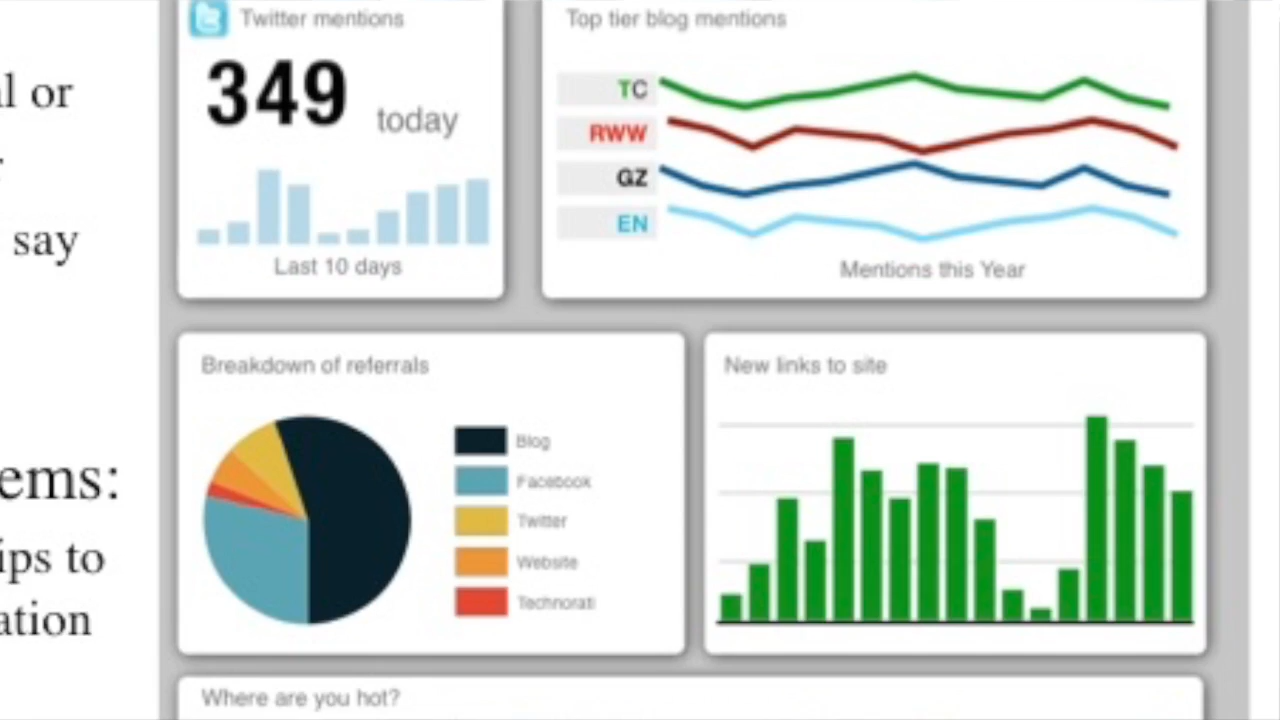 al or
say
ems:
ips to
ation
Twitter mentions
349 today
Last 10 days
Top tier blog mentions
TC
RWW
GZ
EN
Mentions this Year
Breakdown of referrals
Blog
Facebook
Twitter
Website
Technorati
New links to site
Where are you hot?